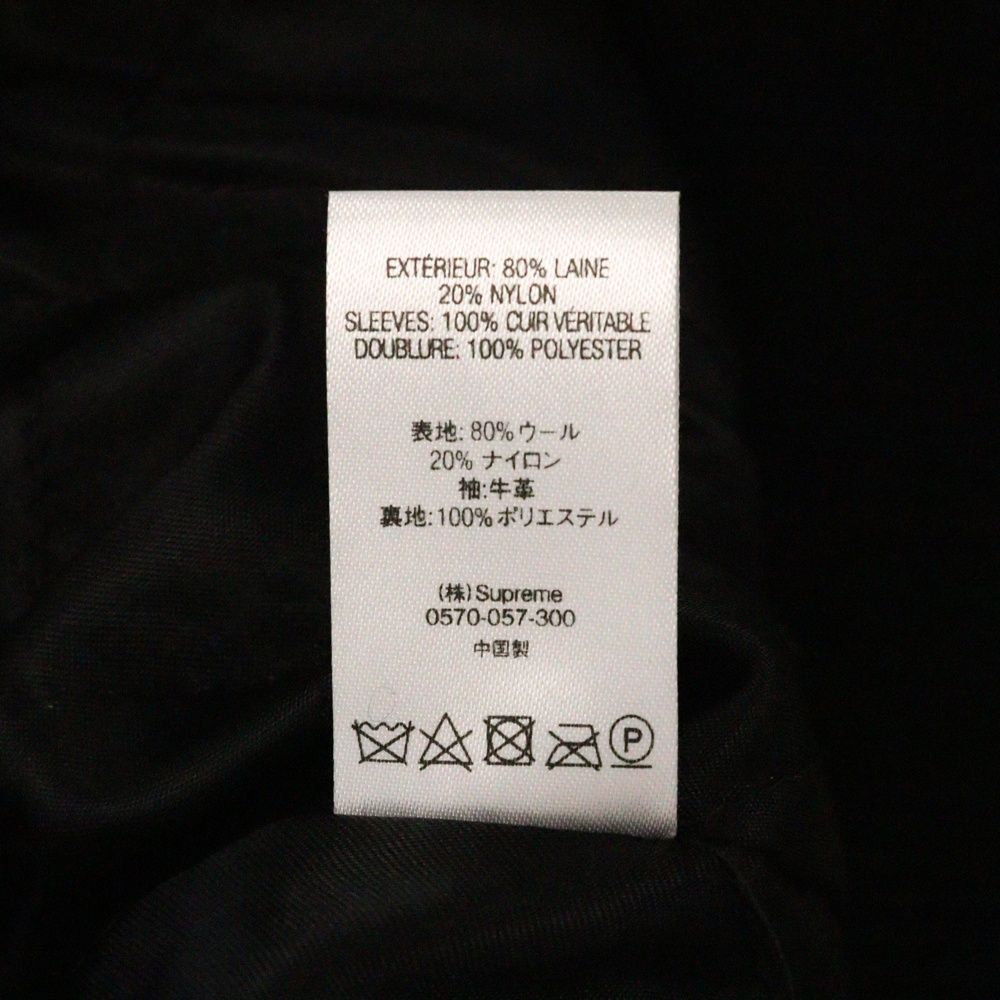 EXTÉRIEUR: 80% LAINE
20% NYLON
SLEEVES: 100% CUIR VÉRITABLE
DOUBLURE: 100% POLYESTER
表地: 80% ウール
20% ナイロン
袖:牛革
裏地:100% ポリエステル
(株)Supreme
0570-057-300
中国製
P